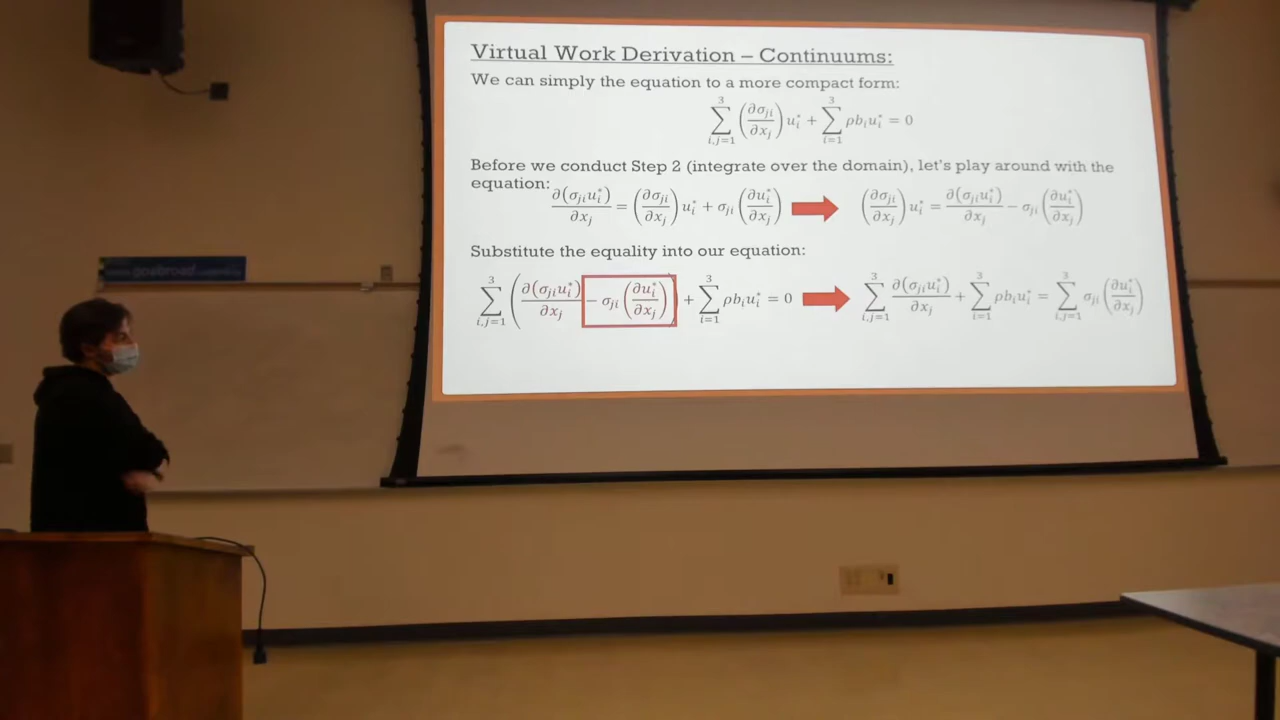 Virtual Work Derivation – Continuums:
We can simply the equation to a more compact form:
∑_{i,j=1}^{3} (∂σ_{ji}/∂x_j) u_i^* + ∑_{i=1}^{3} ρb_i u_i^* = 0
Before we conduct Step 2 (integrate over the domain), let's play around with the
equation:
∂(σ_{ji}u_i^*)/∂x_j = (∂σ_{ji}/∂x_j) u_i^* + σ_{ji} (∂u_i^*/∂x_j) (∂σ_{ji}/∂x_j) u_i^* = ∂(σ_{ji}u_i^*)/∂x_j − σ_{ji} (∂u_i^*/∂x_j)
Substitute the equality into our equation:
∑_{i,j=1}^{3} (∂(σ_{ji}u_i^*)/∂x_j − σ_{ji} (∂u_i^*/∂x_j)) + ∑_{i=1}^{3} ρb_i u_i^* = 0 ∑_{i,j=1}^{3} ∂(σ_{ji}u_i^*)/∂x_j + ∑_{i=1}^{3} ρb_i u_i^* = ∑_{i,j=1}^{3} σ_{ji} (∂u_i^*/∂x_j)
goabroad